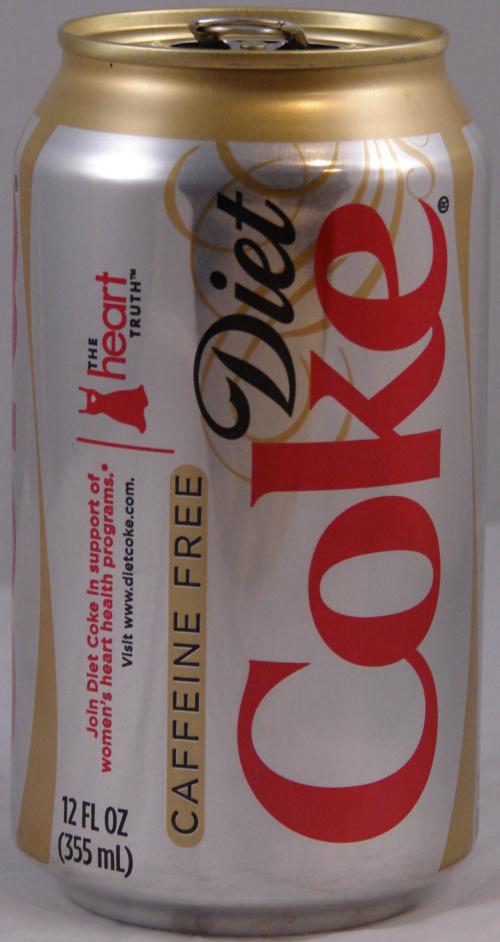 Diet
Coke®
CAFFEINE FREE
Join Diet Coke in support of
women's heart health programs.*
Visit www.dietcoke.com.
THE
heart
TRUTH™
12 FL OZ
(355 mL)